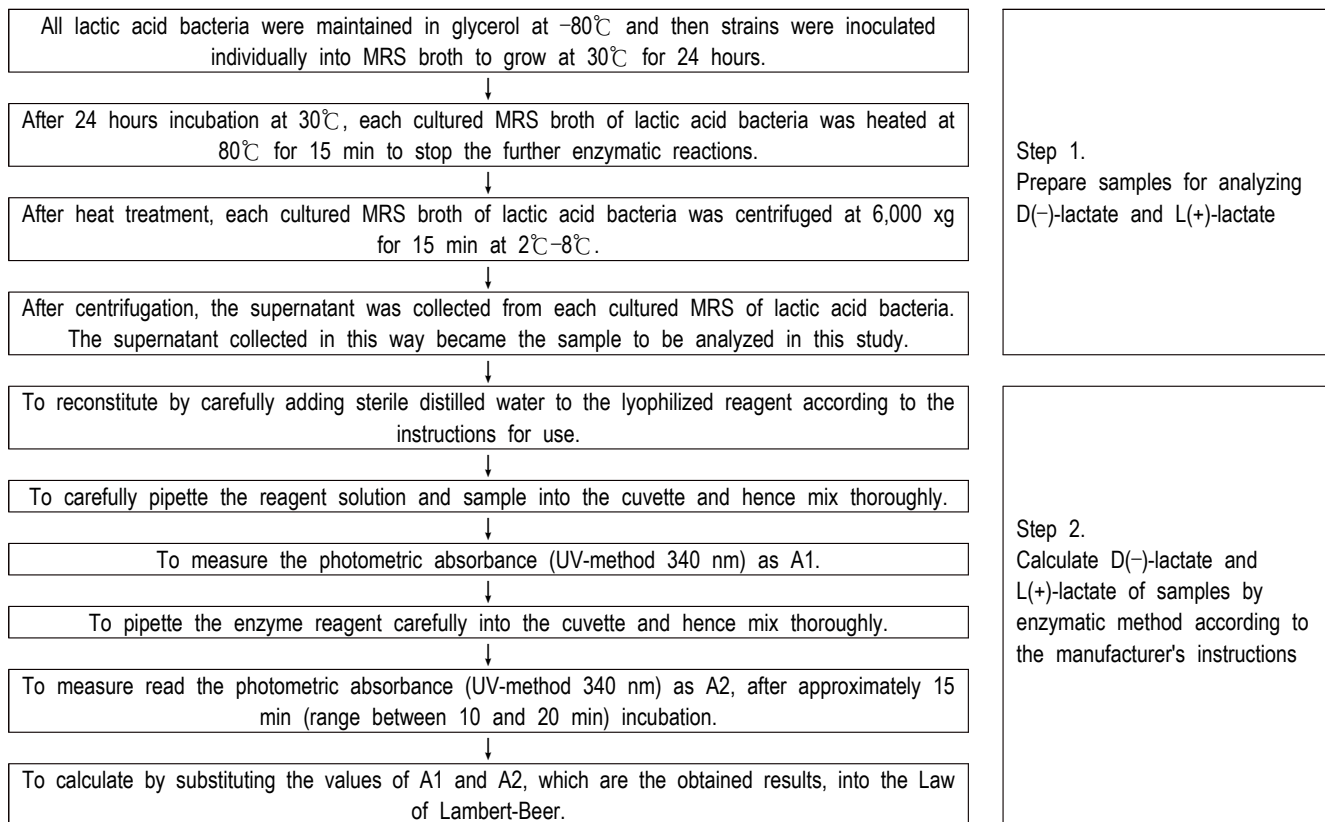 All lactic acid bacteria were maintained in glycerol at −80℃ and then strains were inoculated
individually into MRS broth to grow at 30℃ for 24 hours.
After 24 hours incubation at 30℃, each cultured MRS broth of lactic acid bacteria was heated at
80℃ for 15 min to stop the further enzymatic reactions.
After heat treatment, each cultured MRS broth of lactic acid bacteria was centrifuged at 6,000 xg
for 15 min at 2℃−8℃.
After centrifugation, the supernatant was collected from each cultured MRS of lactic acid bacteria.
The supernatant collected in this way became the sample to be analyzed in this study.
Step 1.
Prepare samples for analyzing
D(−)-lactate and L(+)-lactate
To reconstitute by carefully adding sterile distilled water to the lyophilized reagent according to the
instructions for use.
To carefully pipette the reagent solution and sample into the cuvette and hence mix thoroughly.
To measure the photometric absorbance (UV-method 340 nm) as A1.
To pipette the enzyme reagent carefully into the cuvette and hence mix thoroughly.
To measure read the photometric absorbance (UV-method 340 nm) as A2, after approximately 15
min (range between 10 and 20 min) incubation.
To calculate by substituting the values of A1 and A2, which are the obtained results, into the Law
of Lambert-Beer.
Step 2.
Calculate D(−)-lactate and
L(+)-lactate of samples by
enzymatic method according to
the manufacturer's instructions